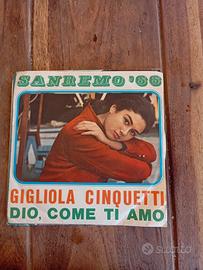 SANREMO '66
GIGLIOLA CINQUETTI
DIO, COME TI AMO
subito